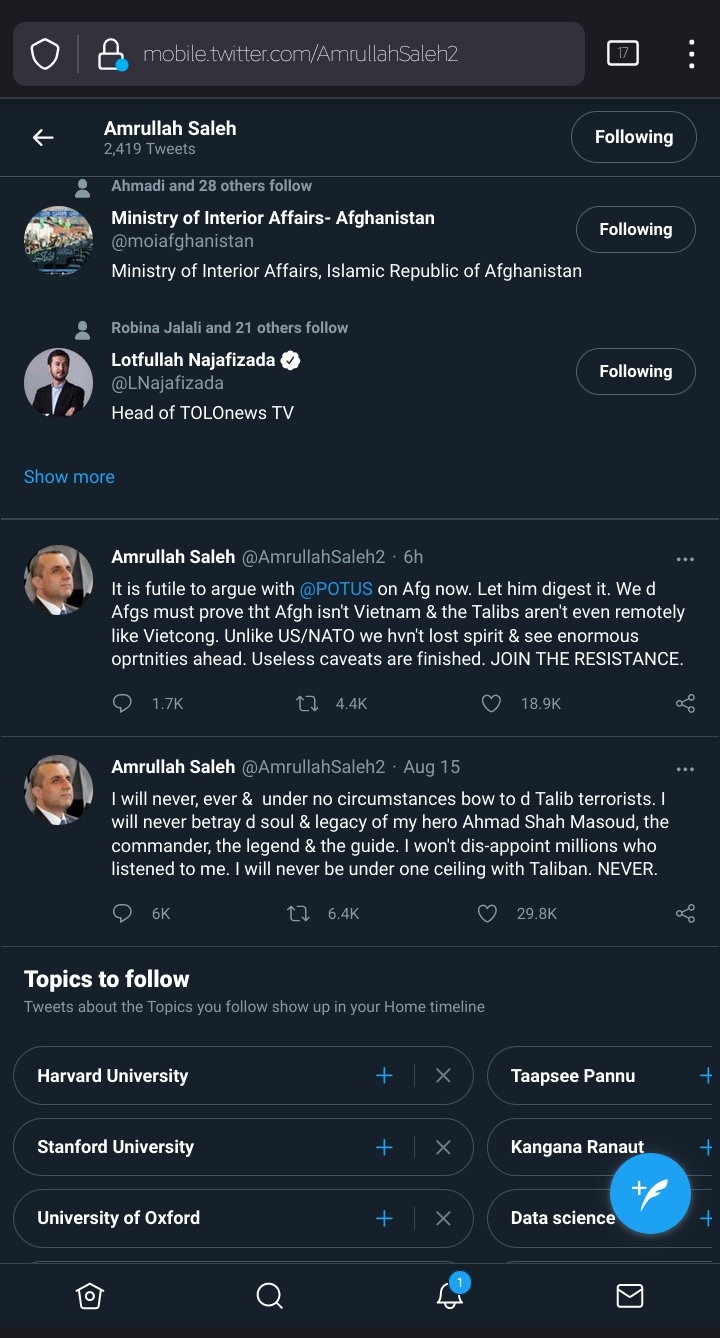 mobile.twitter.com/AmrullahSaleh2
17
Amrullah Saleh
2,419 Tweets
Following
Ahmadi and 28 others follow
Ministry of Interior Affairs- Afghanistan
@moiafghanistan
Following
Ministry of Interior Affairs, Islamic Republic of Afghanistan
Robina Jalali and 21 others follow
Lotfullah Najafizada
@LNajafizada
Following
Head of TOLOnews TV
Show more
Amrullah Saleh @AmrullahSaleh2 · 6h
It is futile to argue with @POTUS on Afg now. Let him digest it. We d
Afgs must prove tht Afgh isn't Vietnam & the Talibs aren't even remotely
like Vietcong. Unlike US/NATO we hvn't lost spirit & see enormous
oprtnities ahead. Useless caveats are finished. JOIN THE RESISTANCE.
1.7K 4.4K 18.9K
Amrullah Saleh @AmrullahSaleh2 · Aug 15
I will never, ever & under no circumstances bow to d Talib terrorists. I
will never betray d soul & legacy of my hero Ahmad Shah Masoud, the
commander, the legend & the guide. I won't dis-appoint millions who
listened to me. I will never be under one ceiling with Taliban. NEVER.
6K 6.4K 29.8K
Topics to follow
Tweets about the Topics you follow show up in your Home timeline
Harvard University
Taapsee Pannu
Stanford University
Kangana Ranaut
University of Oxford
Data science
1